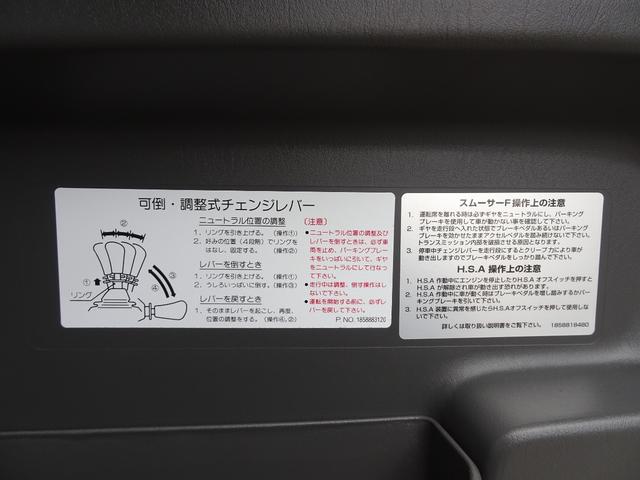 可倒・調整式チェンジレバー
ニュートラル位置の調整
1. リングを引き上げる。 (操作①)
2. 好みの位置（4段階）でリングを
はなし、固定する。 (操作②)
レバーを倒すとき
1. リングを引き上げる。 (操作①)
2. うしろいっぱいに倒す。 (操作③)
レバーを戻すとき
1. そのままレバーを起こし、再度、
位置の調整をする。 (操作④,②)
(注意)
●ニュートラル位置の調整及び
レバーを倒すときは、必ず車
両を止め、パーキングブレー
キをいっぱいに引いて、ギヤ
をニュートラルにして行なっ
て下さい。
●走行中は調整、倒す操作はし
ないで下さい。
●運転を開始する前に、必ずレ
バーを戻して下さい。
P.NO.1858883120
②
①
③
④
リング
スムーサーF 操作上の注意
1. 運転席を離れる時は必ずギヤをニュートラルにし、パーキング
ブレーキを使用して車が動かない事を確認して下さい。
2. ギヤを走行段へ入れた状態でブレーキペダルあるいはパーキング
ブレーキを効かせたままアクセルペダルを踏み続けないで下さい。
トランスミッション内部を破損させる原因となります。
3. 停車中チェンジレバーを走行段にするとクリープ力により車が
動き出しますのでブレーキペダルをしっかり踏んで下さい。
H.S.A 操作上の注意
1. H.S.A 作動中にエンジンを停止したりH.S.A オフスイッチを押すと
H.S.A が解除され車が動き出す恐れがあります。
2. H.S.A 作動中に車が動く時はブレーキペダルを増し踏みするかパー
キングブレーキを引いて下さい。
3. H.S.A 装置に異常を感じたらH.S.Aオフスイッチを押して使用しな
いで下さい。
詳しくは取り扱い説明書をご覧下さい。 1858818480